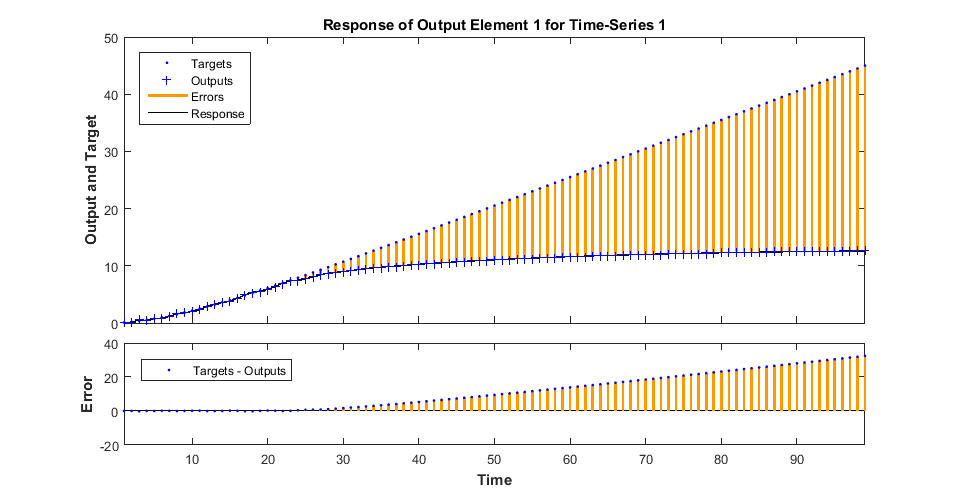 Response of Output Element 1 for Time-Series 1
50
40
30
20
10
0
Output and Target
Targets
Outputs
Errors
Response
40
20
0
-20
Error
Targets - Outputs
10 20 30 40 50 60 70 80 90
Time